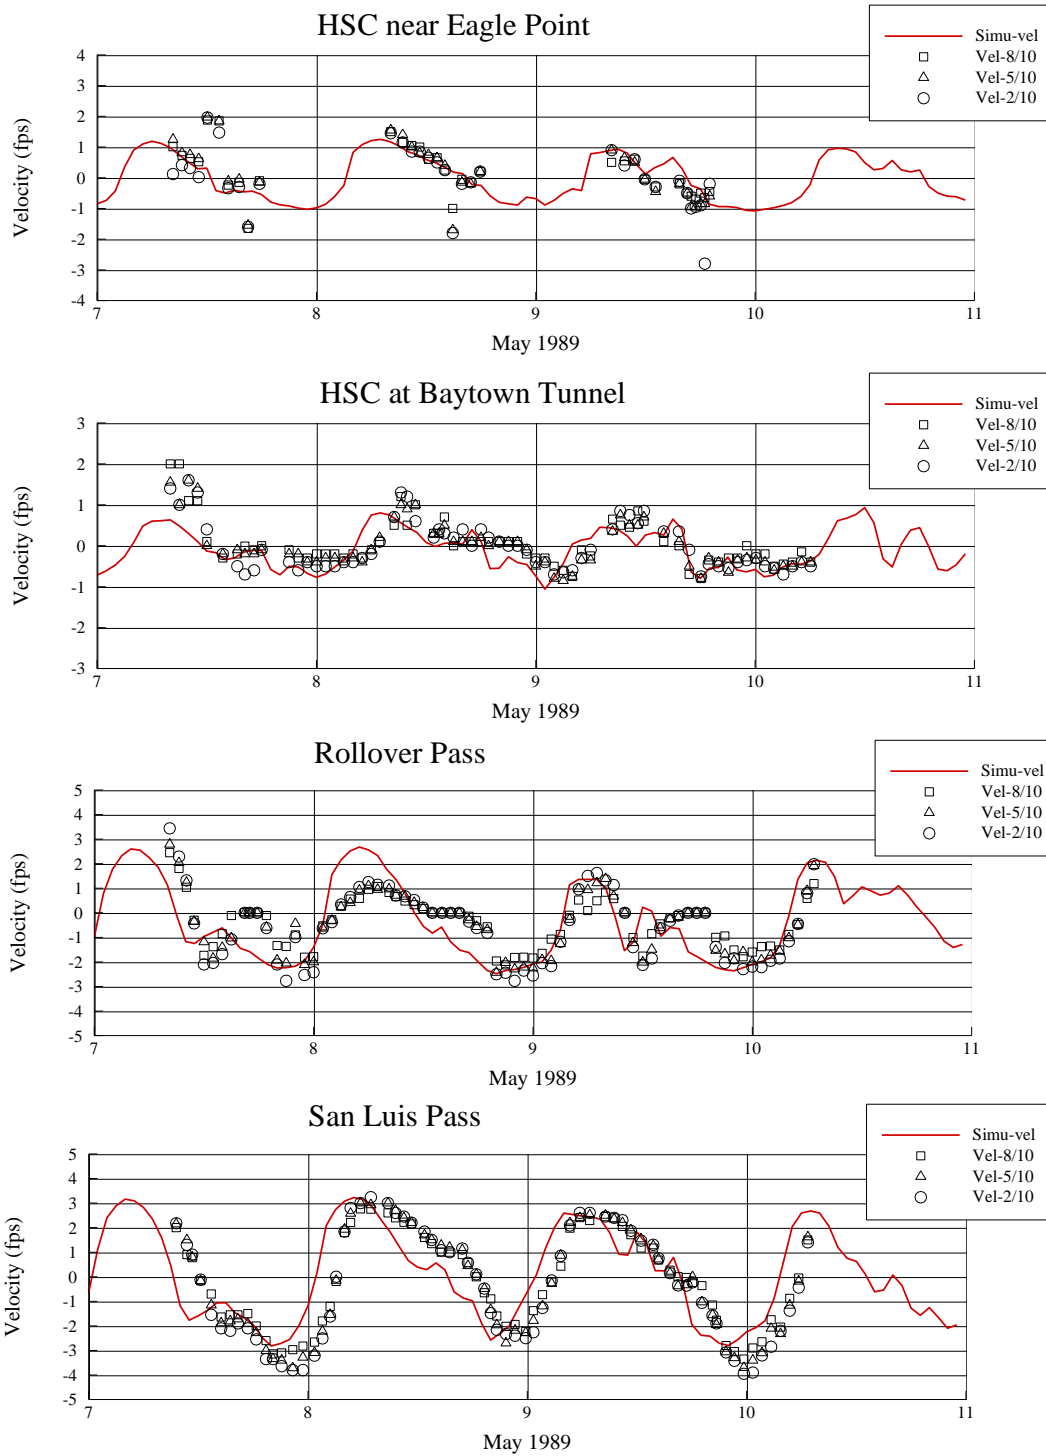 HSC near Eagle Point
Simu-vel
Vel-8/10
Vel-5/10
Vel-2/10
Velocity (fps)
4
3
2
1
0
-1
-2
-3
-4
7
8
9
10
11
May 1989
HSC at Baytown Tunnel
Simu-vel
Vel-8/10
Vel-5/10
Vel-2/10
Velocity (fps)
3
2
1
0
-1
-2
-3
7
8
9
10
11
May 1989
Rollover Pass
Simu-vel
Vel-8/10
Vel-5/10
Vel-2/10
Velocity (fps)
5
4
3
2
1
0
-1
-2
-3
-4
-5
7
8
9
10
11
May 1989
San Luis Pass
Simu-vel
Vel-8/10
Vel-5/10
Vel-2/10
Velocity (fps)
5
4
3
2
1
0
-1
-2
-3
-4
-5
7
8
9
10
11
May 1989